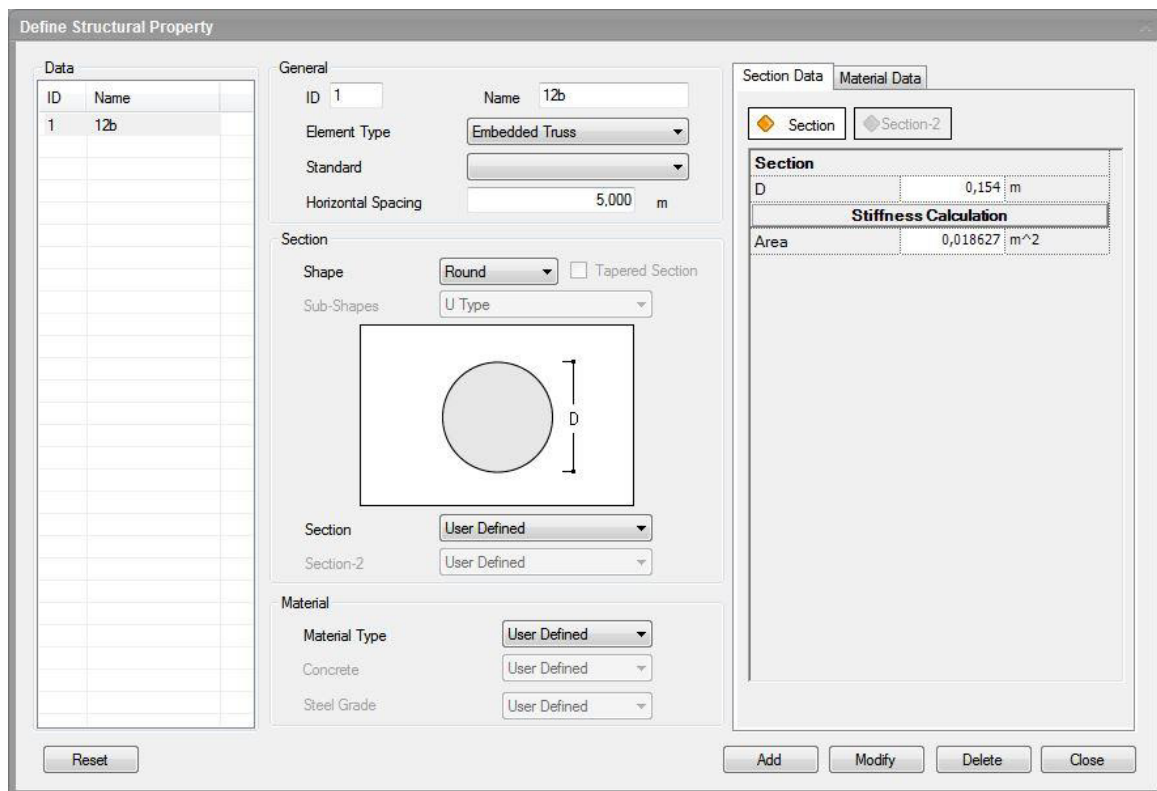 Define Structural Property
Data
ID Name
1 12b
General
ID 1 Name 12b
Element Type Embedded Truss
Standard
Horizontal Spacing 5,000 m
Section
Shape Round Tapered Section
Sub-Shapes U Type
D
Section User Defined
Section-2 User Defined
Material
Material Type User Defined
Concrete User Defined
Steel Grade User Defined
Section Data Material Data
Section Section-2
Section
D 0,154 m
Stiffness Calculation
Area 0,018627 m^2
Reset Add Modify Delete Close